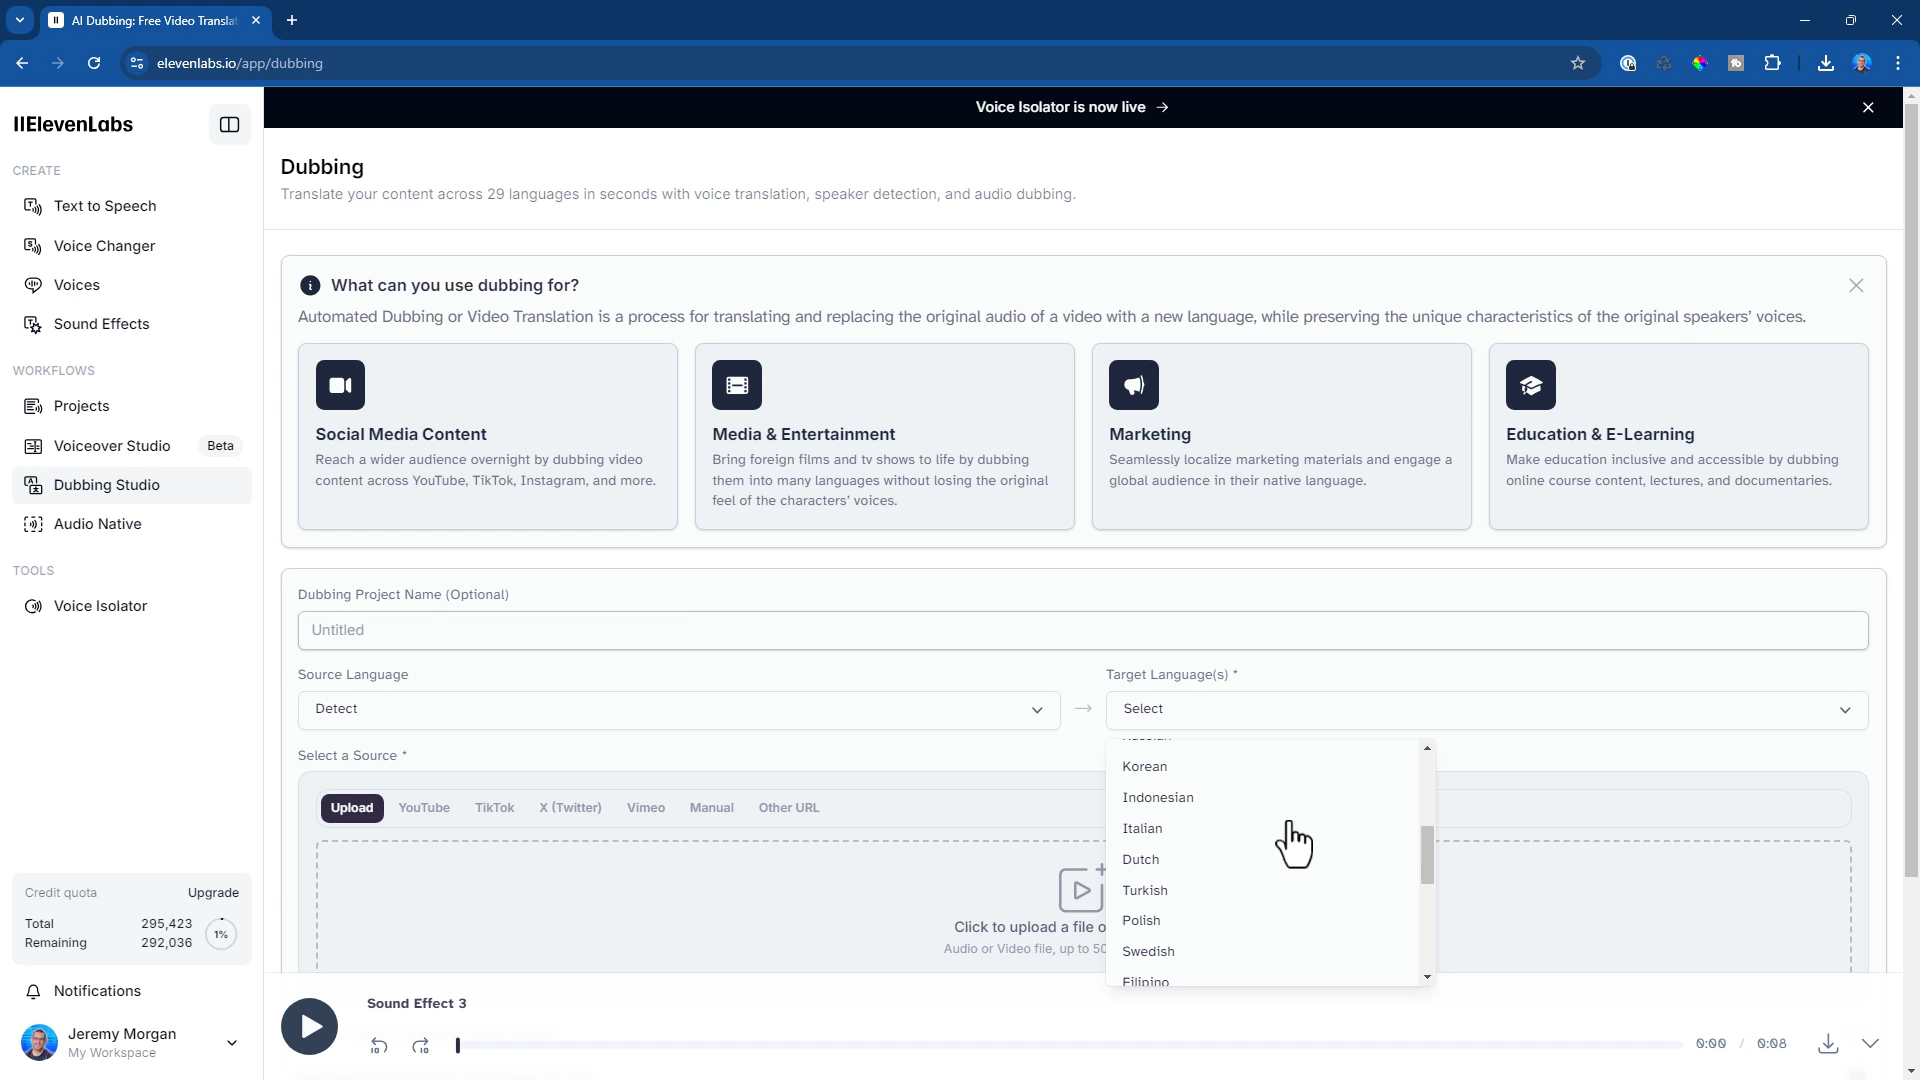 AI Dubbing: Free Video Translat
elevenlabs.io/app/dubbing
IIElevenLabs
Voice Isolator is now live →
CREATE
Text to Speech
Voice Changer
Voices
Sound Effects
WORKFLOWS
Projects
Voiceover Studio Beta
Dubbing Studio
Audio Native
TOOLS
Voice Isolator
Credit quota Upgrade
Total 295,423
Remaining 292,036
1%
Notifications
Jeremy Morgan
My Workspace
Dubbing
Translate your content across 29 languages in seconds with voice translation, speaker detection, and audio dubbing.
What can you use dubbing for?
Automated Dubbing or Video Translation is a process for translating and replacing the original audio of a video with a new language, while preserving the unique characteristics of the original speakers' voices.
Social Media Content
Reach a wider audience overnight by dubbing video
content across YouTube, TikTok, Instagram, and more.
Media & Entertainment
Bring foreign films and tv shows to life by dubbing
them into many languages without losing the original
feel of the characters' voices.
Marketing
Seamlessly localize marketing materials and engage a
global audience in their native language.
Education & E-Learning
Make education inclusive and accessible by dubbing
online course content, lectures, and documentaries.
Dubbing Project Name (Optional)
Untitled
Source Language
Detect
Target Language(s) *
Select
Korean
Indonesian
Italian
Dutch
Turkish
Polish
Swedish
Filipino
Select a Source *
Upload YouTube TikTok X (Twitter) Vimeo Manual Other URL
Click to upload a file o
Audio or Video file, up to 50
Sound Effect 3
0:00 / 0:08